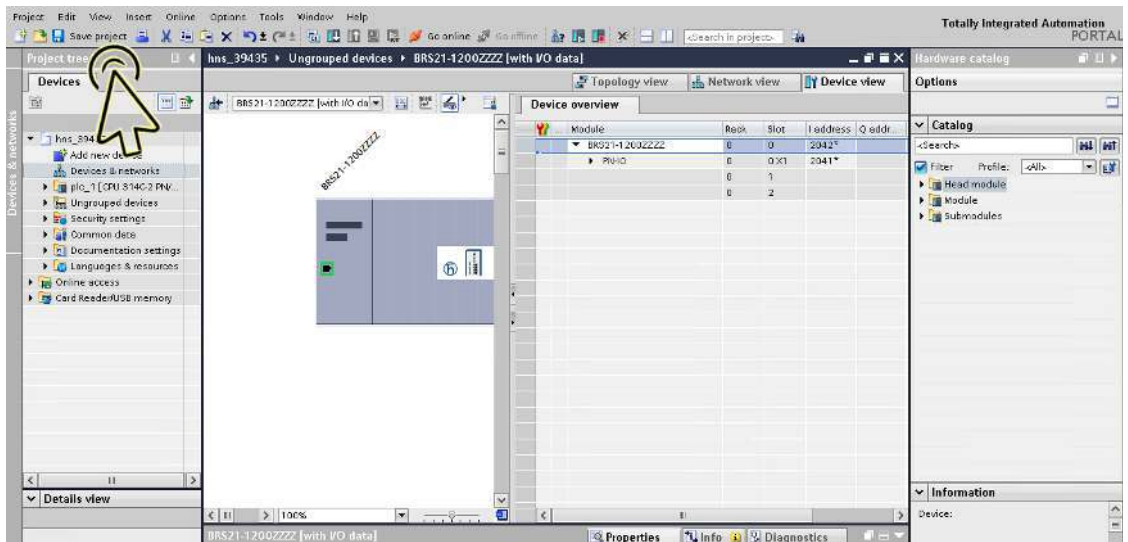 Project Edit View Insert Online Options Tools Window Help
Totally Integrated Automation
PORTAL
Save project
Go online
Go offline
<Search in project>
Project tree
hns_39435 ▸ Ungrouped devices ▸ BRS21-1200ZZZZ [with I/O data]
Hardware catalog
Devices
Topology view
Network view
Device view
Options
BRS21-1200ZZZZ [with I/O da
Device overview
Devices & networks
Module Rack Slot I address Q addr...
BRS21-1200ZZZZ 0 0 2042*
PN-IO 0 0 X1 2041*
0 1
0 2
Catalog
<Search>
Filter Profile: <All>
Head module
Module
Submodules
Add new
Devices & networks
plc_1 [CPU 314C-2 PN/...
Ungrouped devices
Security settings
Common data
Documentation settings
Languages & resources
Online access
Card Reader/USB memory
BRS21-1200ZZZZ
Details view
100%
Information
Device:
BRS21-1200ZZZZ [with I/O data]
Properties
Info
Diagnostics